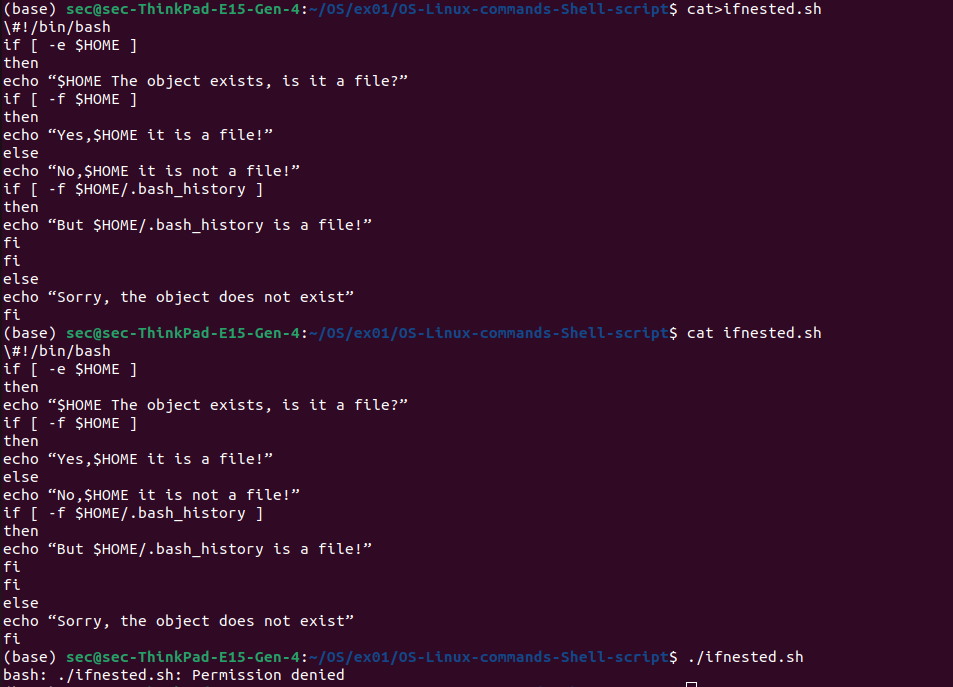 (base) sec@sec-ThinkPad-E15-Gen-4:~/OS/ex01/OS-Linux-commands-Shell-script$ cat>ifnested.sh
\#!/bin/bash
if [ -e $HOME ]
then
echo “$HOME The object exists, is it a file?”
if [ -f $HOME ]
then
echo “Yes,$HOME it is a file!”
else
echo “No,$HOME it is not a file!”
if [ -f $HOME/.bash_history ]
then
echo “But $HOME/.bash_history is a file!”
fi
fi
else
echo “Sorry, the object does not exist”
fi
(base) sec@sec-ThinkPad-E15-Gen-4:~/OS/ex01/OS-Linux-commands-Shell-script$ cat ifnested.sh
\#!/bin/bash
if [ -e $HOME ]
then
echo “$HOME The object exists, is it a file?”
if [ -f $HOME ]
then
echo “Yes,$HOME it is a file!”
else
echo “No,$HOME it is not a file!”
if [ -f $HOME/.bash_history ]
then
echo “But $HOME/.bash_history is a file!”
fi
fi
else
echo “Sorry, the object does not exist”
fi
(base) sec@sec-ThinkPad-E15-Gen-4:~/OS/ex01/OS-Linux-commands-Shell-script$ ./ifnested.sh
bash: ./ifnested.sh: Permission denied